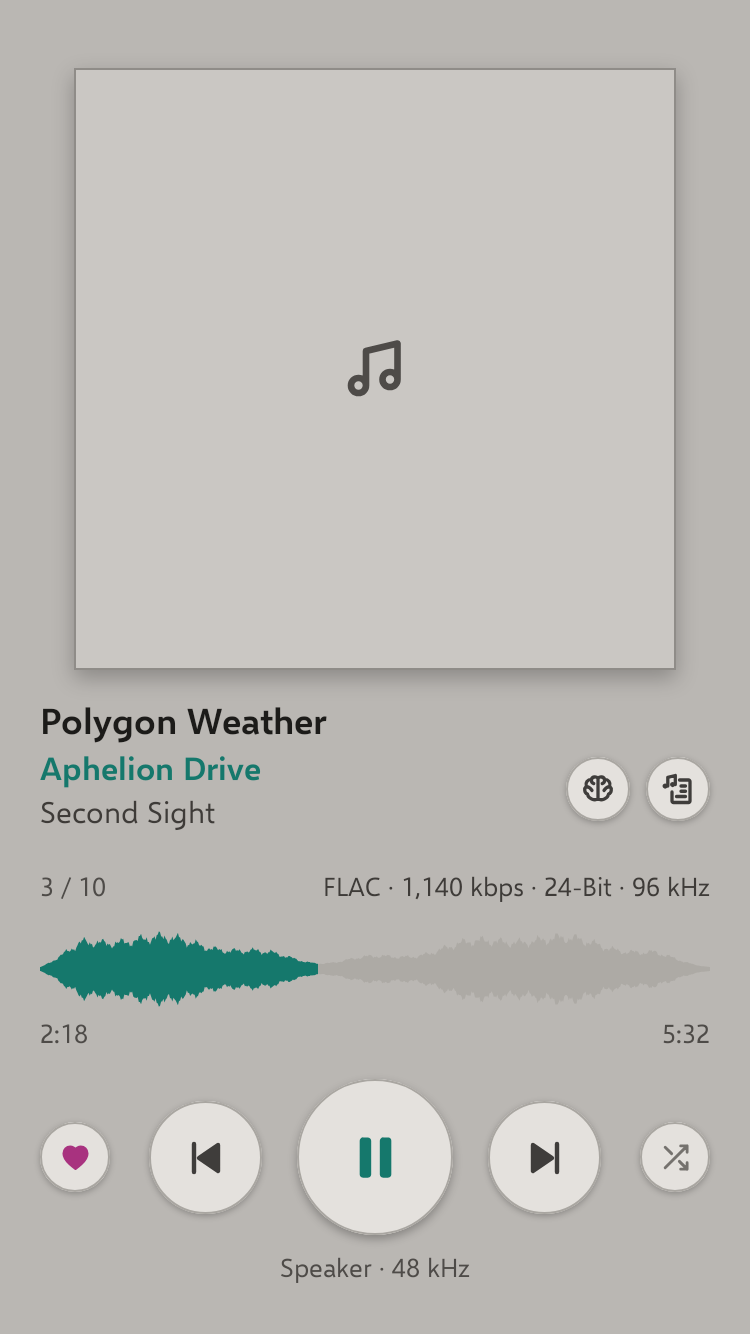 Polygon Weather
Aphelion Drive
Second Sight
3 / 10
FLAC · 1,140 kbps · 24-Bit · 96 kHz
2:18
5:32
Speaker · 48 kHz